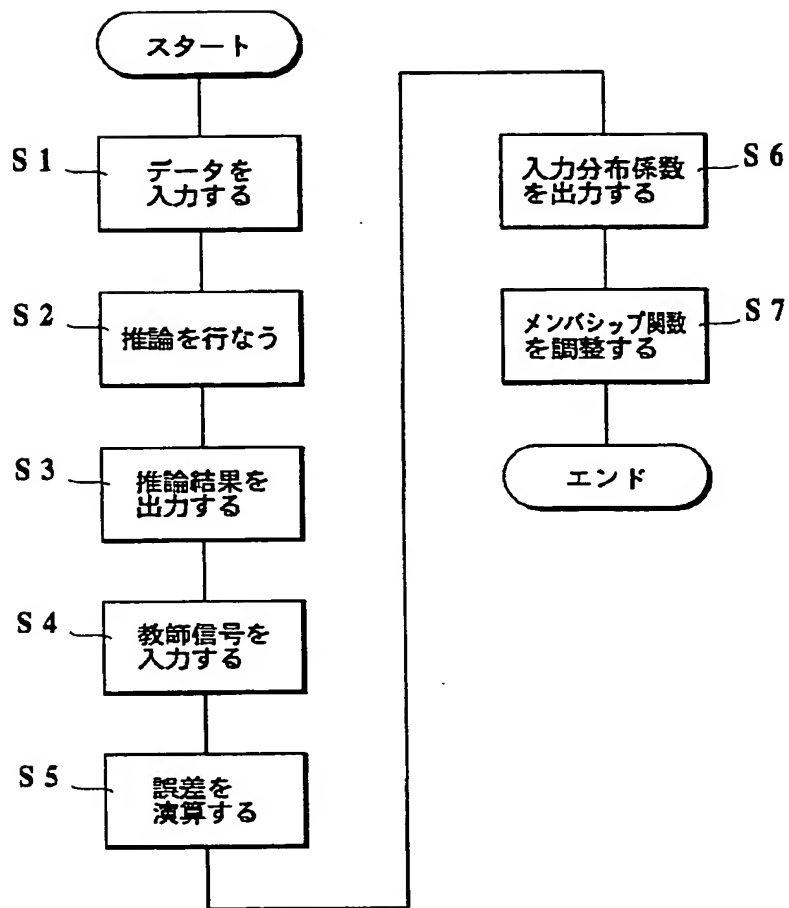 スタート
S 1
データを
入力する
S 2
推論を行なう
S 3
推論結果を
出力する
S 4
教師信号を
入力する
S 5
誤差を
演算する
S 6
入力分布係数
を出力する
S 7
メンバシップ関数
を調整する
エンド